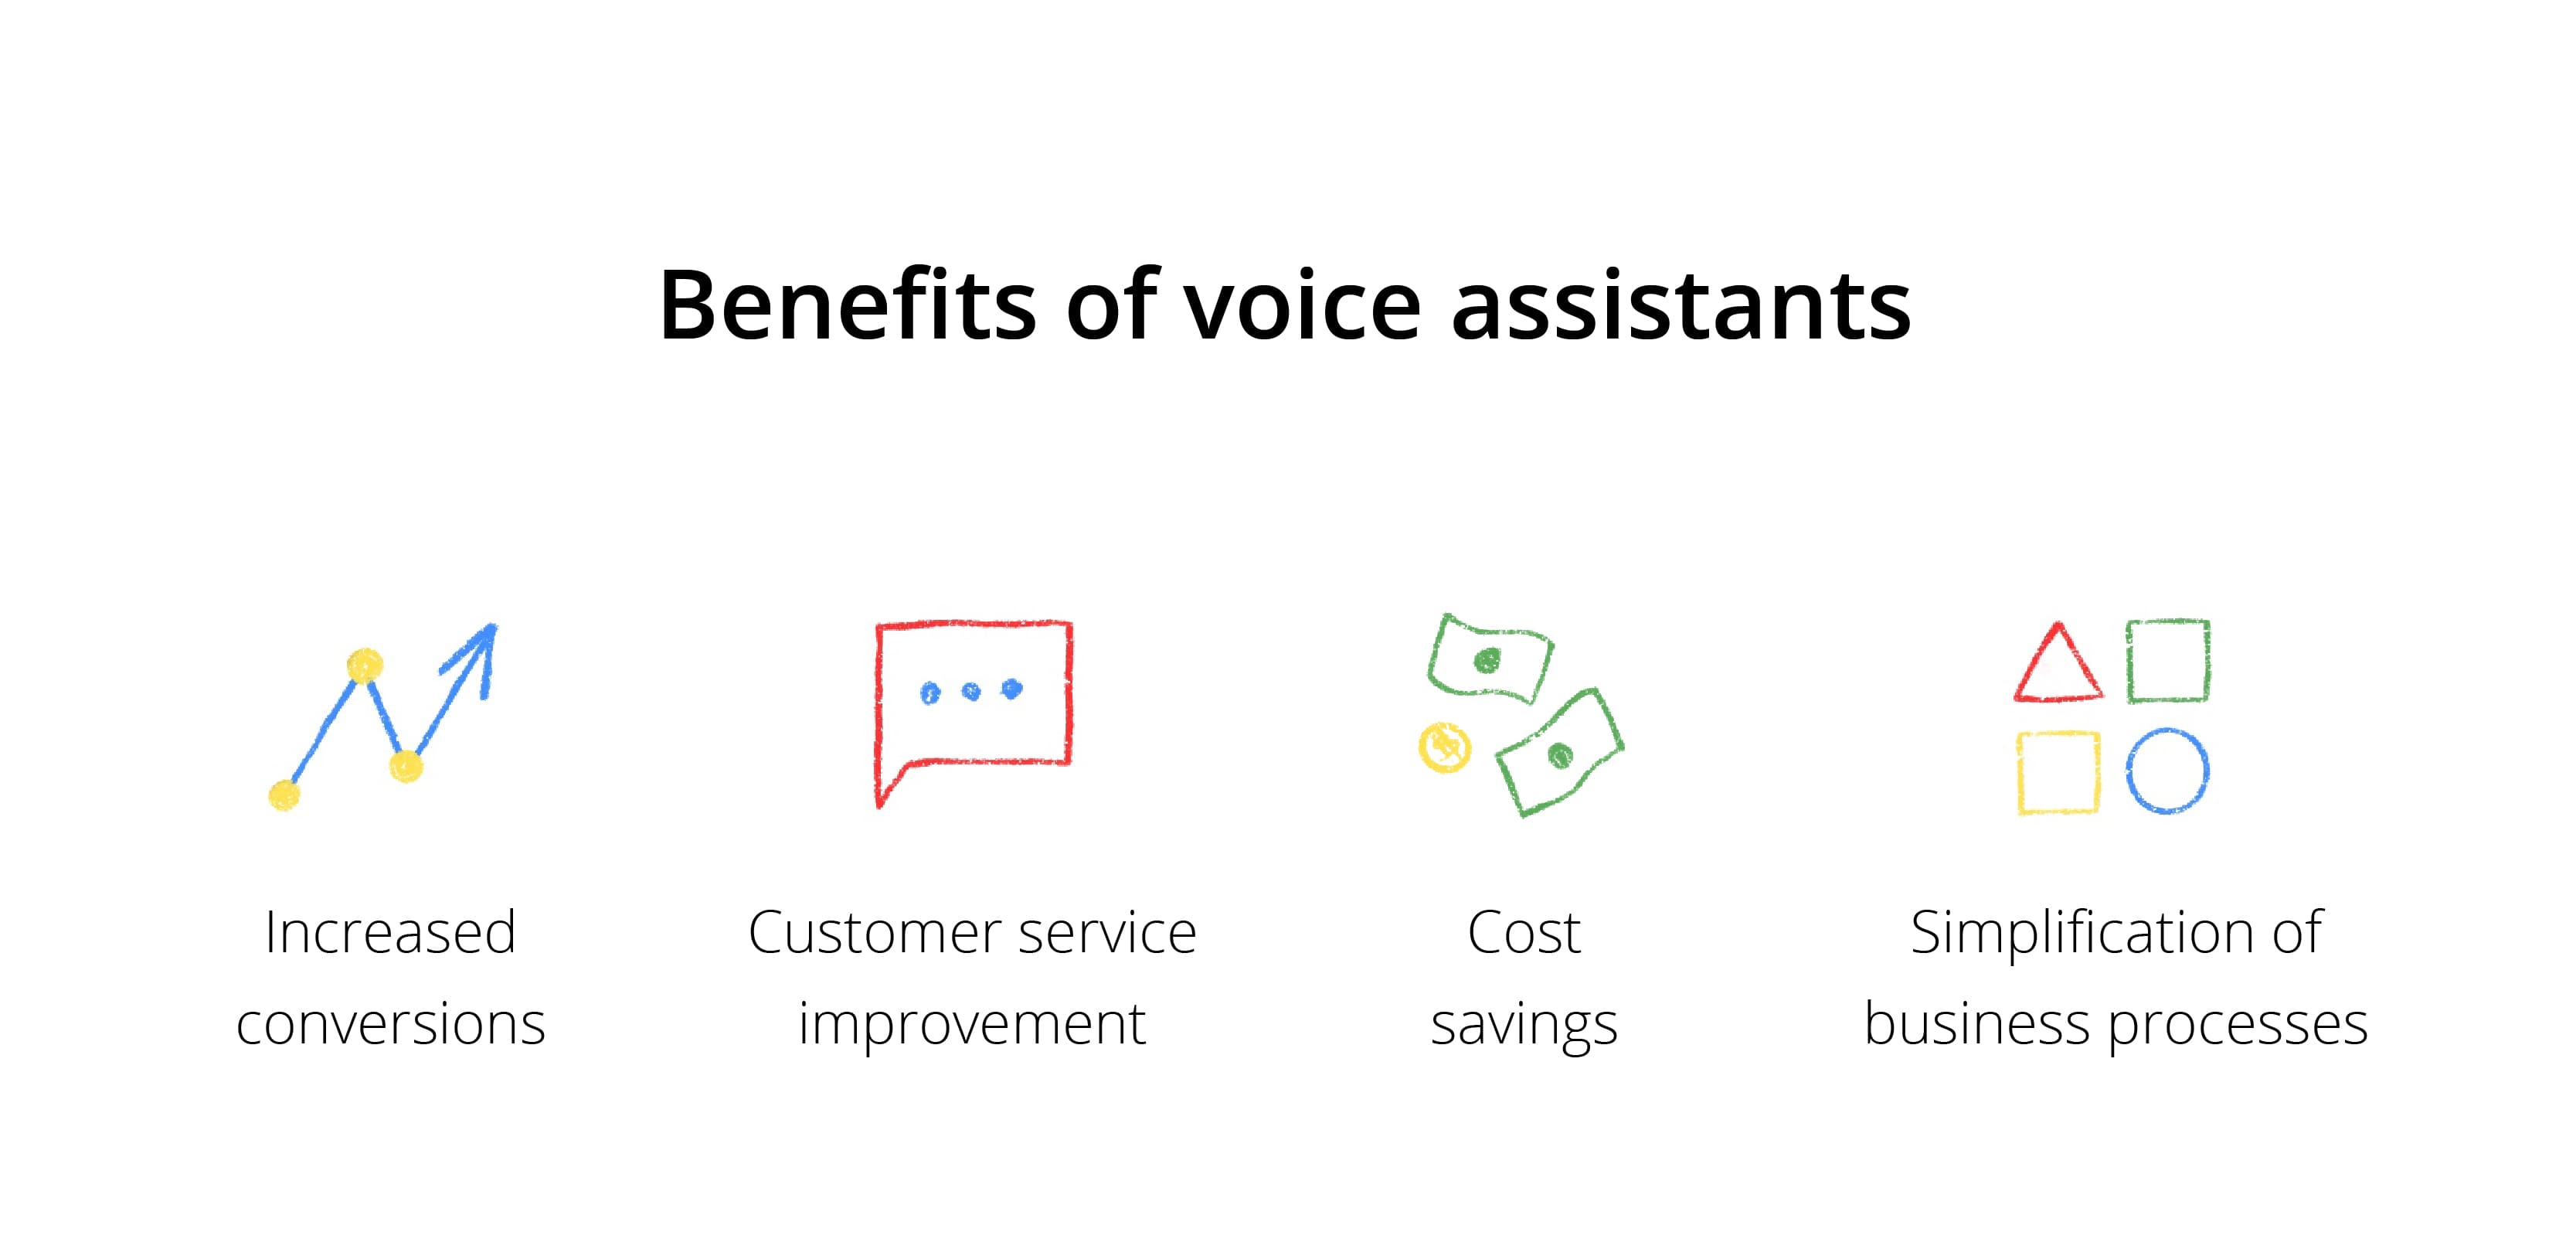 Benefits of voice assistants
Increased
conversions
Customer service
improvement
Cost
savings
Simplification of
business processes